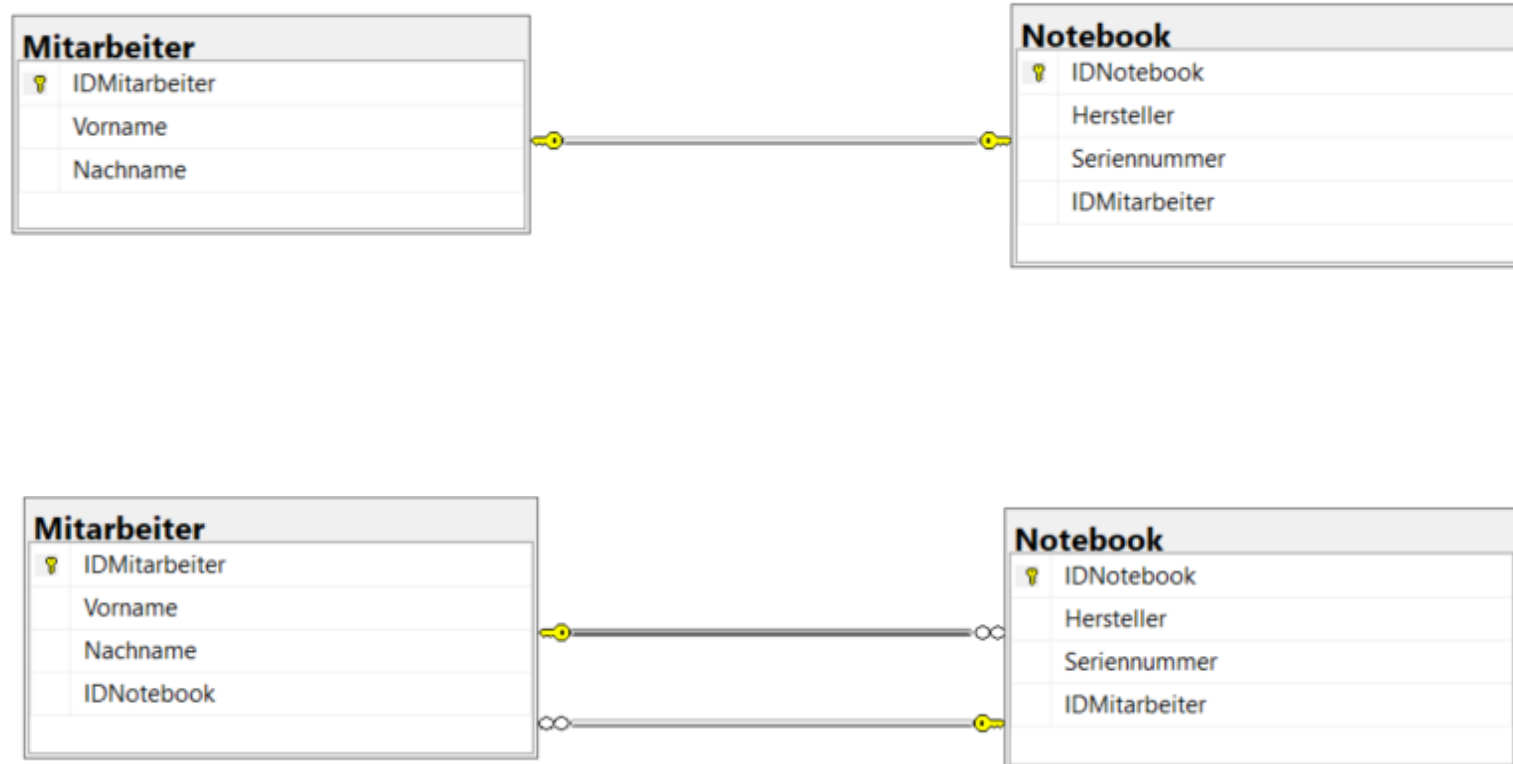 Mitarbeiter
IDMitarbeiter
Vorname
Nachname
Notebook
IDNotebook
Hersteller
Seriennummer
IDMitarbeiter
Mitarbeiter
IDMitarbeiter
Vorname
Nachname
IDNotebook
Notebook
IDNotebook
Hersteller
Seriennummer
IDMitarbeiter